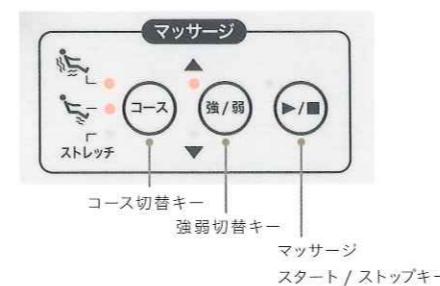 マッサージ
コース
強/弱
▶/■
ストレッチ
コース切替キー
強弱切替キー
マッサージ
スタート / ストップキー